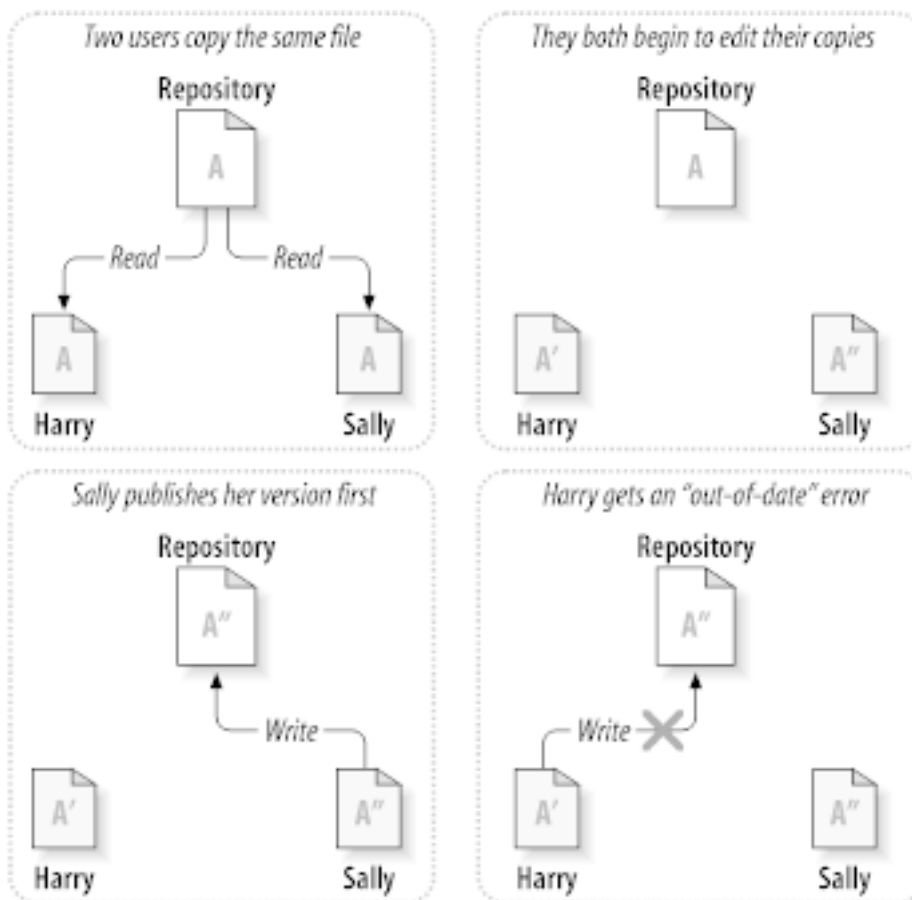 Two users copy the same file
Repository
A
Read Read
A A
Harry Sally
They both begin to edit their copies
Repository
A
A' A"
Harry Sally
Sally publishes her version first
Repository
A"
Write
A' A"
Harry Sally
Harry gets an "out-of-date" error
Repository
A"
Write
A' A"
Harry Sally